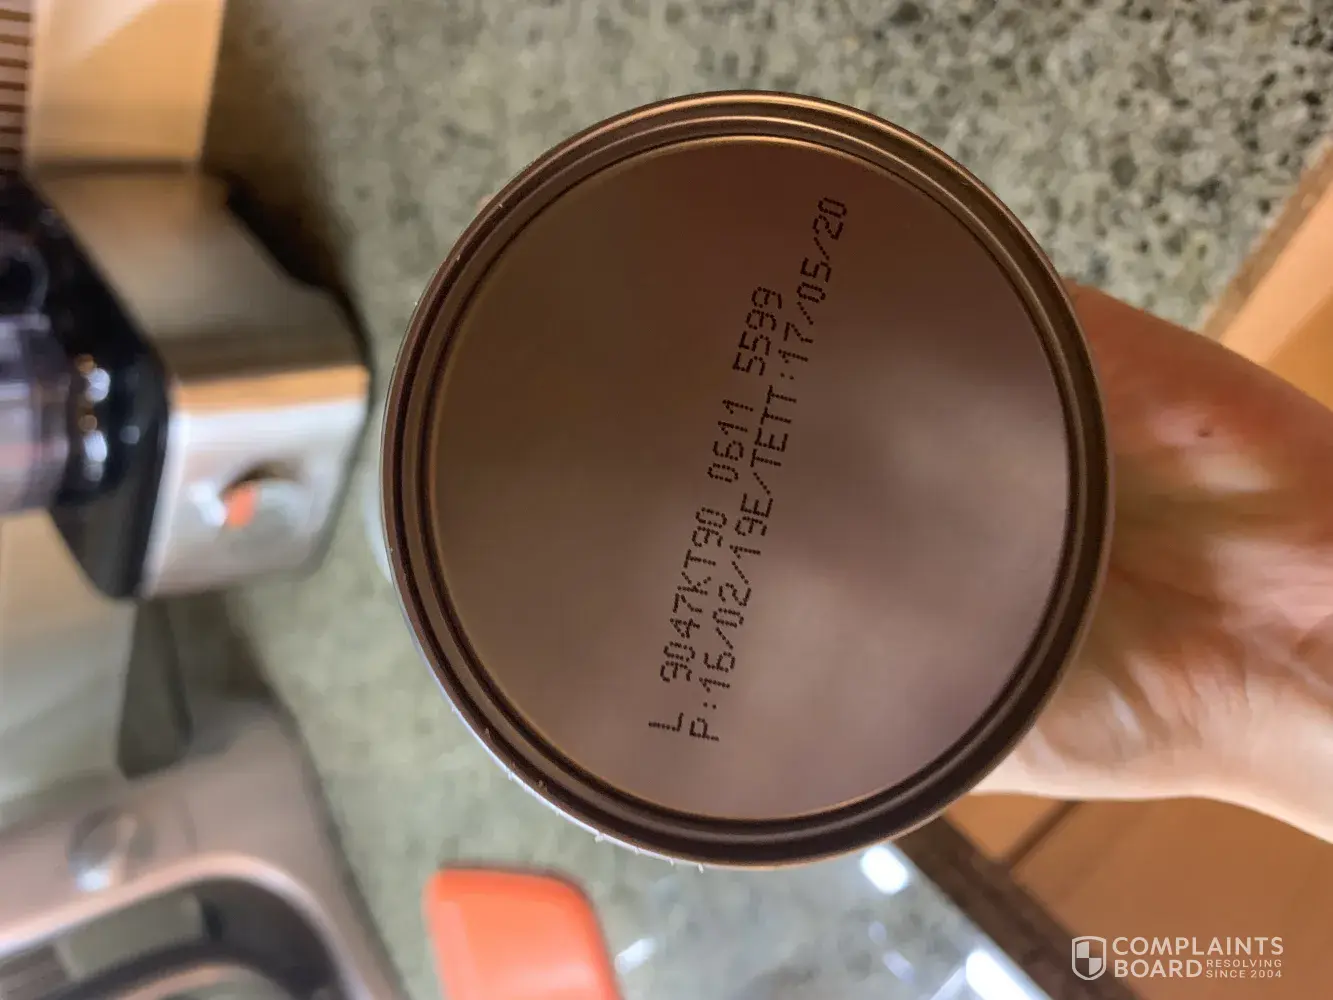 L 9047KT90 0611 5599
P:16/02/19E/TETT:17/05/20
COMPLAINTS
BOARD RESOLVING
SINCE 2004